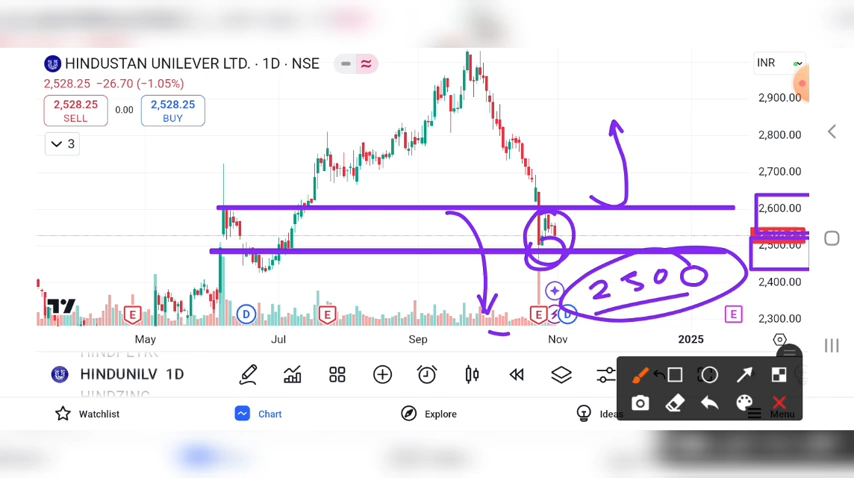 HINDUSTAN UNILEVER LTD. · 1D · NSE
2,528.25 −26.70 (−1.05%)
2,528.25
SELL
0.00
2,528.25
BUY
3
INR
2,900.00
2,800.00
2,700.00
2,600.00
2,400.00
2,300.00
2500
E
D
E
E
D
E
May
Jul
Sep
Nov
2025
HINDUNILV 1D
HINDZINC
Watchlist
Chart
Explore
Ideas
Menu